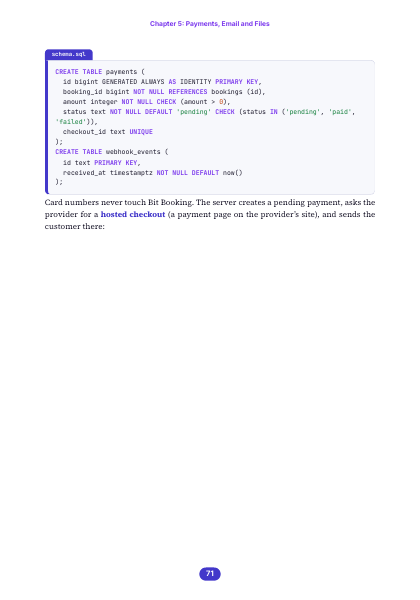 Chapter 5: Payments, Email and Files
schema.sql
CREATE TABLE payments (
  id bigint GENERATED ALWAYS AS IDENTITY PRIMARY KEY,
  booking_id bigint NOT NULL REFERENCES bookings (id),
  amount integer NOT NULL CHECK (amount > 0),
  status text NOT NULL DEFAULT 'pending' CHECK (status IN ('pending', 'paid',
'failed')),
  checkout_id text UNIQUE
);
CREATE TABLE webhook_events (
  id text PRIMARY KEY,
  received_at timestamptz NOT NULL DEFAULT now()
);
Card numbers never touch Bit Booking. The server creates a pending payment, asks the
provider for a hosted checkout (a payment page on the provider’s site), and sends the
customer there:
71